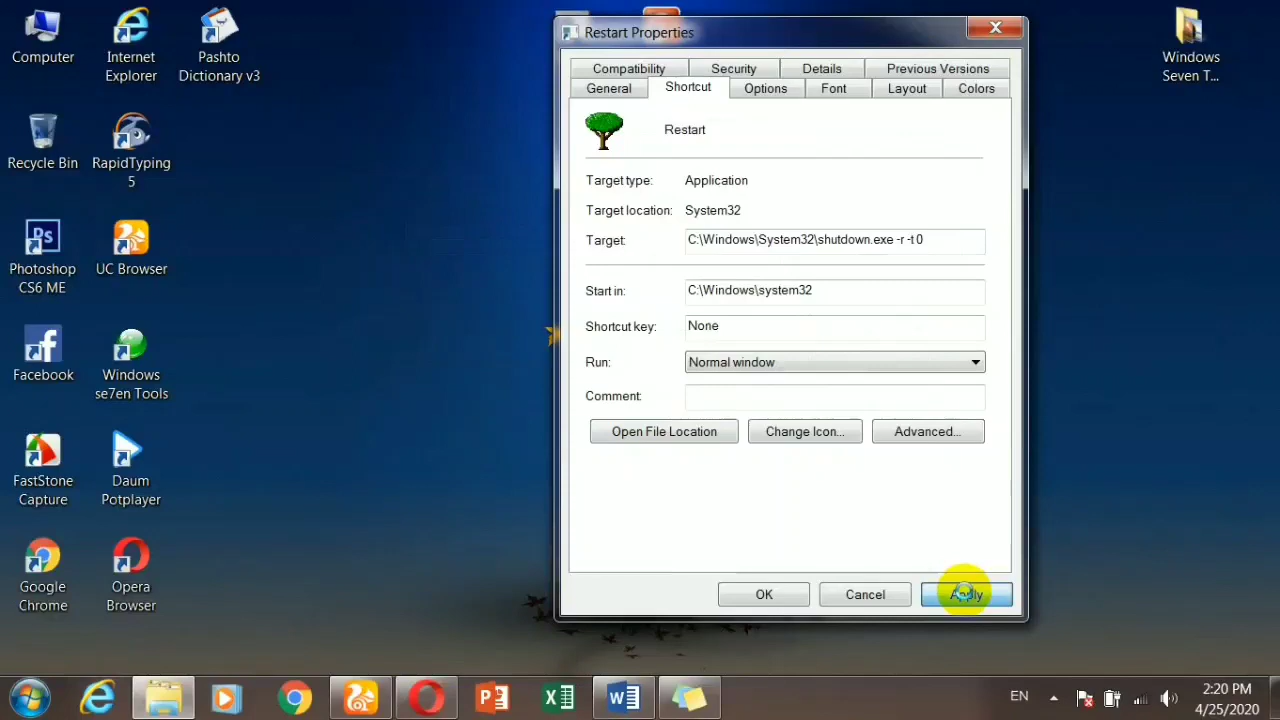 Computer
Internet
Explorer
Pashto
Dictionary v3
Recycle Bin
RapidTyping
5
Photoshop
CS6 ME
UC Browser
Facebook
Windows
se7en Tools
FastStone
Capture
Daum
Potplayer
Google
Chrome
Opera
Browser
Windows
Seven T...
Restart Properties
Compatibility
Security
Details
Previous Versions
General
Shortcut
Options
Font
Layout
Colors
Restart
Target type:
Application
Target location:
System32
Target:
C:\Windows\System32\shutdown.exe -r -t 0
Start in:
C:\Windows\system32
Shortcut key:
None
Run:
Normal window
Comment:
Open File Location
Change Icon...
Advanced...
OK
Cancel
Apply
EN
2:20 PM
4/25/2020